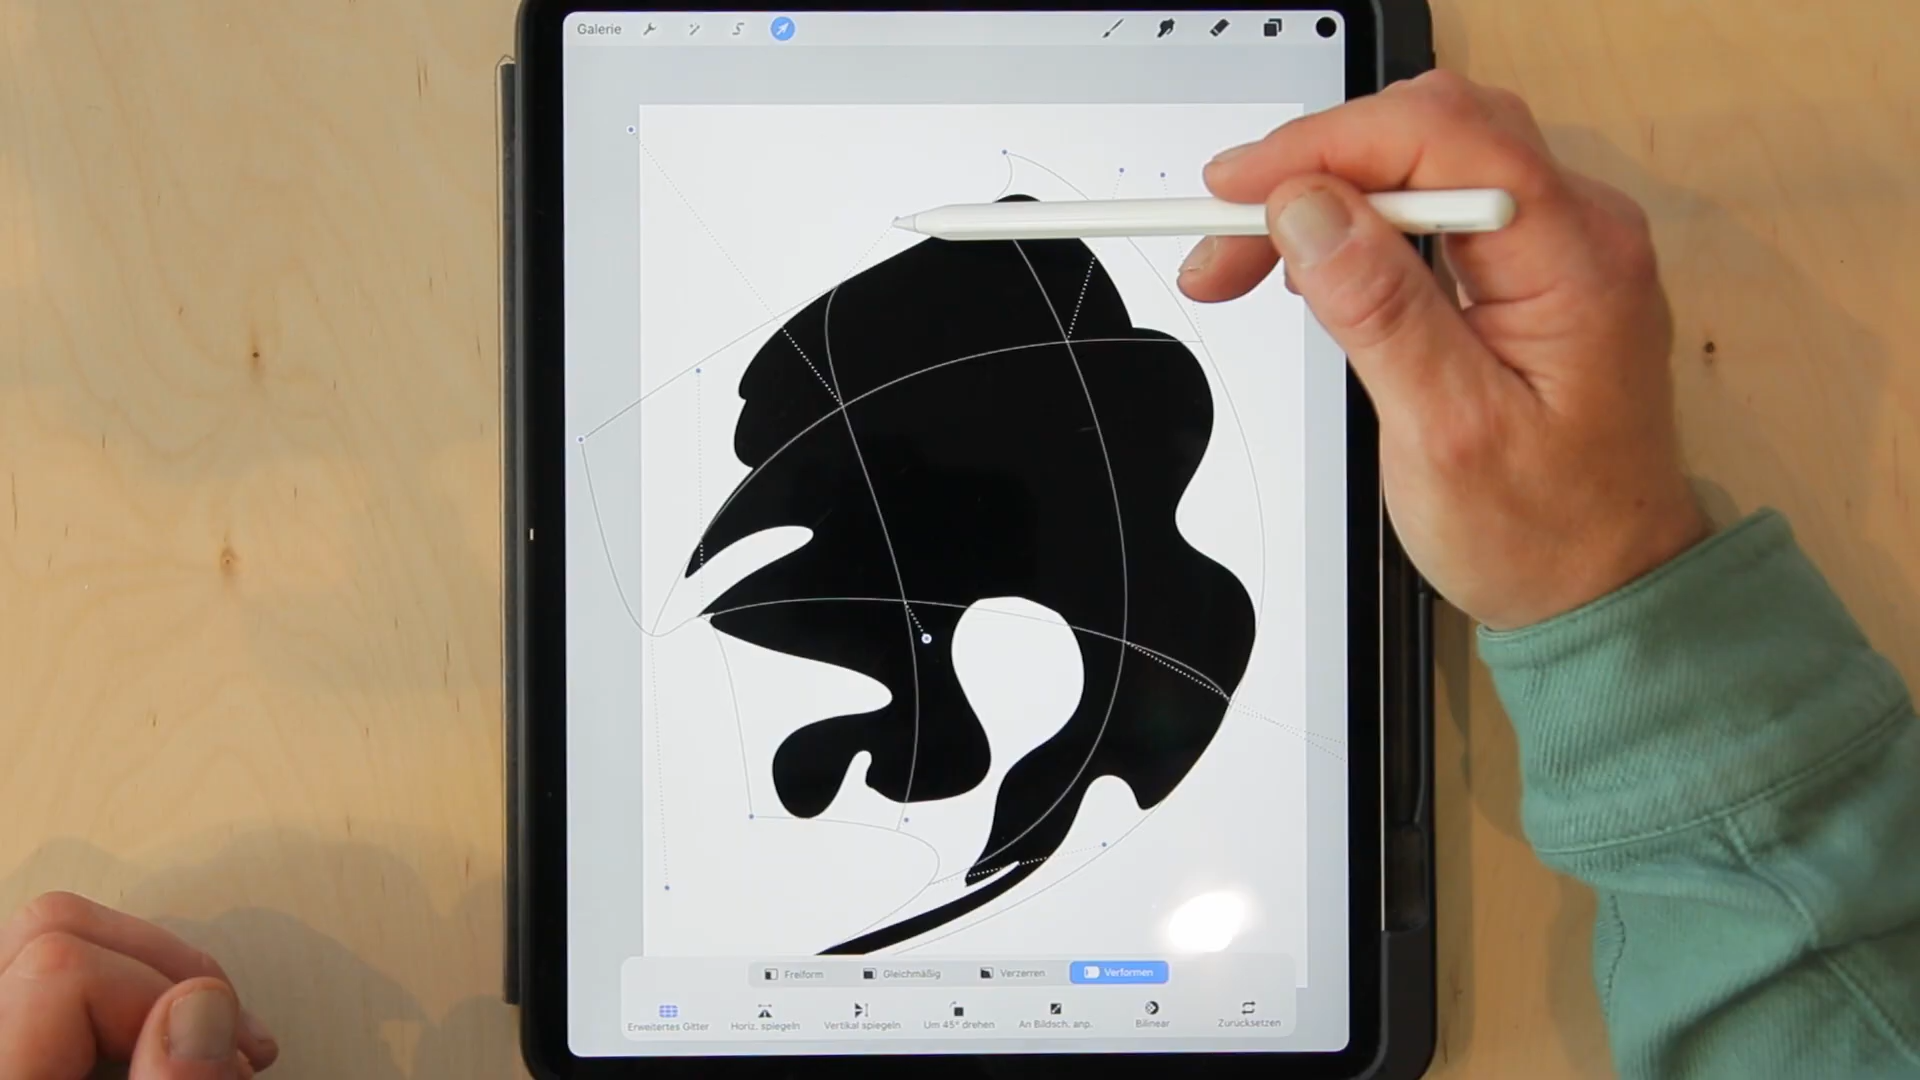 Galerie
Freiform
Gleichmäßig
Verzerren
Verformen
Erweitertes Gitter
Horiz. spiegeln
Vertikal spiegeln
Um 45° drehen
An Bildsch. anp.
Bilinear
Zurücksetzen